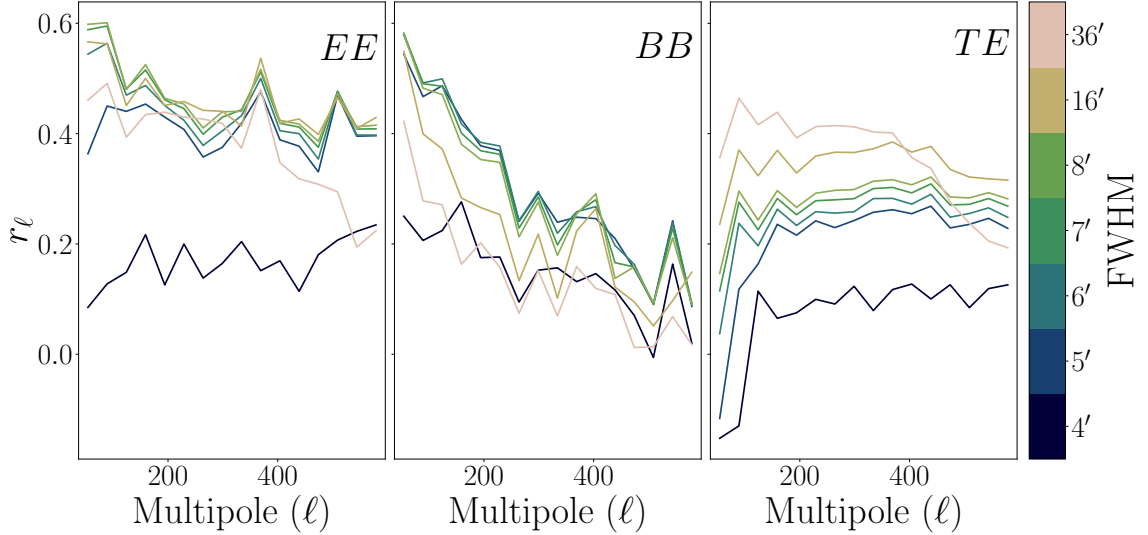 EE
BB
TE
0.6
0.4
0.2
0.0
rℓ
200
400
200
400
200
400
Multipole (ℓ)
Multipole (ℓ)
Multipole (ℓ)
36′
16′
8′
7′
6′
5′
4′
FWHM